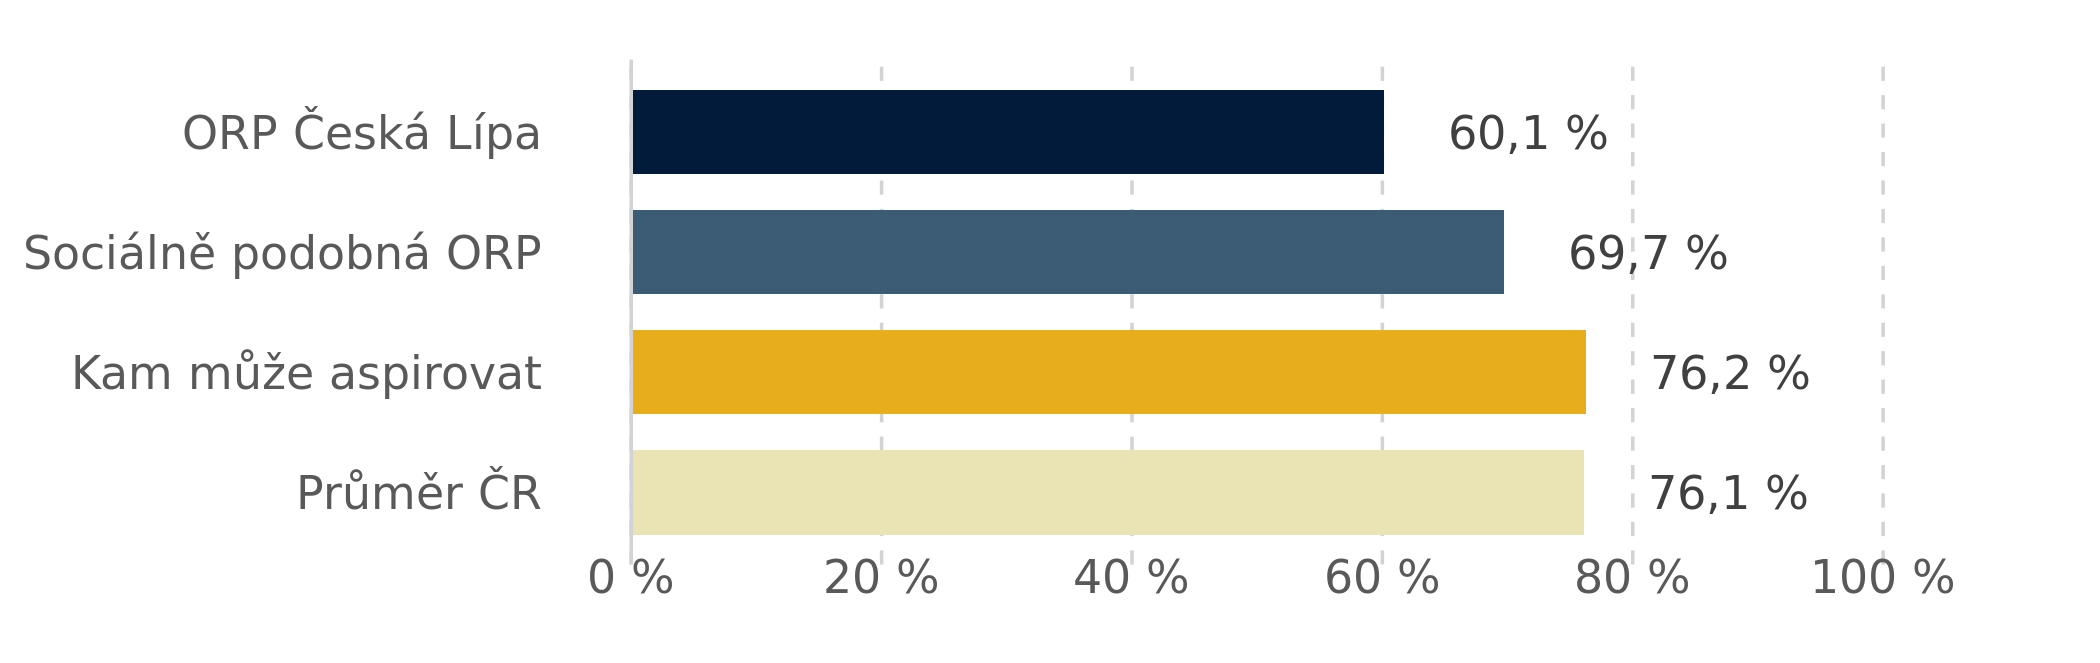 ORP Česká Lípa 60,1 %
Sociálně podobná ORP 69,7 %
Kam může aspirovat 76,2 %
Průměr ČR 76,1 %
0 % 20 % 40 % 60 % 80 % 100 %